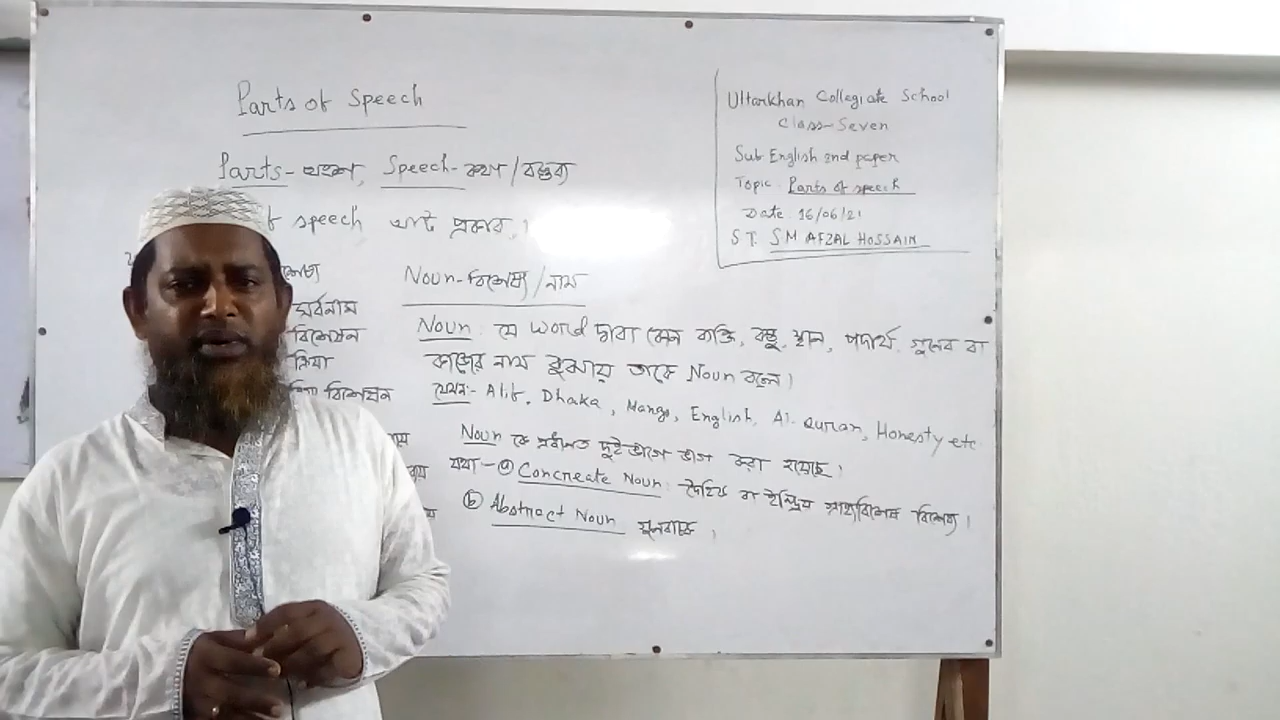 Parts of Speech
Parts - অংশ, Speech - কথা / বক্তব্য
speech আট প্রকার।
সর্বনাম
বিশেষন
ক্রিয়া
বিশেষন
Uttarkhan Collegiate School
Class-Seven
Sub English 2nd paper
Topic Parts of speech
Date 16/06/21
S T. S M AFZAL HOSSAIN
Noun - বিশেষ্য / নাম
Noun : যে word দ্বারা কোন ব্যক্তি, বস্তু, স্থান, পদার্থ, গুনের বা
কাজের নাম বুঝায় তাকে Noun বলে।
যেমন:- Alif, Dhaka, Mango, English, Al-Quran, Honesty etc
Noun কে প্রধানত দুইভাগে ভাগ করা হয়েছে।
যথা - ⓐ Concreate Noun : দৈহিক বা ইন্দ্রিয় বিশেষ্য।
ⓑ Abstract Noun গুনবাচক।